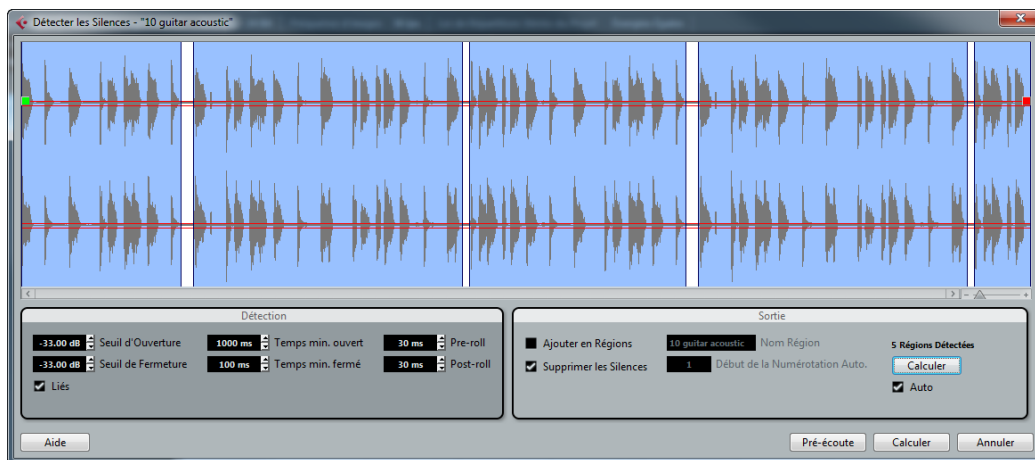 Détecter les Silences - "10 guitar acoustic"
Détection
-33.00 dB Seuil d'Ouverture 1000 ms Temps min. ouvert 30 ms Pre-roll
-33.00 dB Seuil de Fermeture 100 ms Temps min. fermé 30 ms Post-roll
Liés
Sortie
Ajouter en Régions 10 guitar acoustic Nom Région 5 Régions Détectées
Supprimer les Silences 1 Début de la Numérotation Auto. Calculer
Auto
Aide Pré-écoute Calculer Annuler